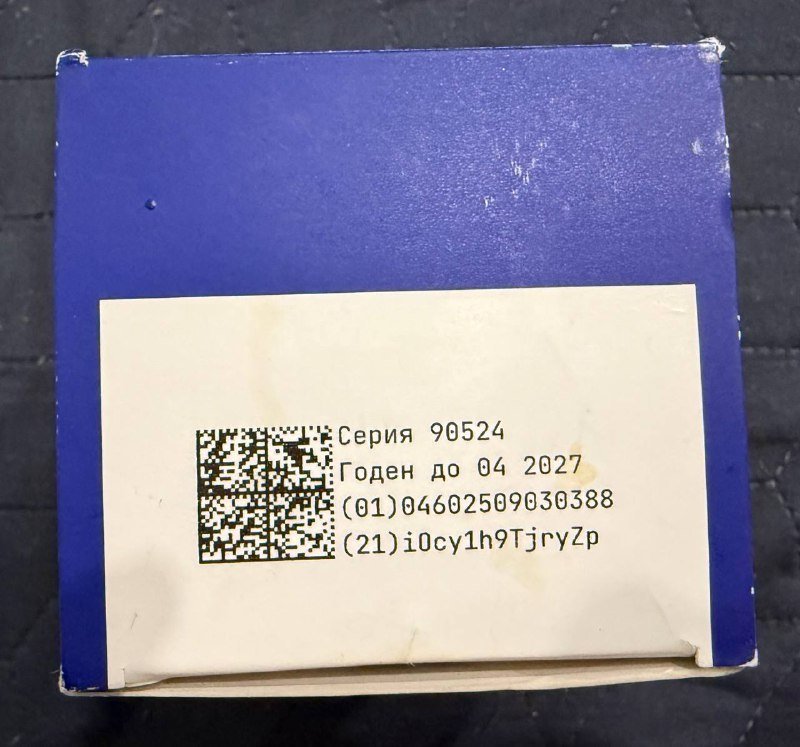 Серия 90524
Годен до 04 2027
(01)04602509030388
(21)i0cy1h9TjryZp